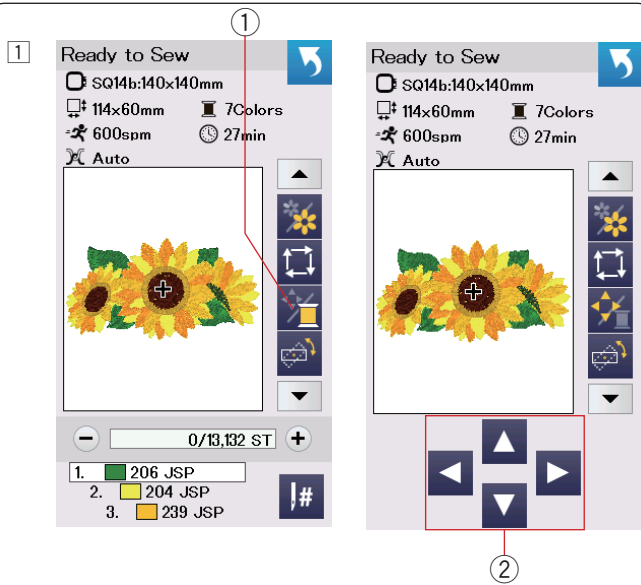 ①
1
Ready to Sew
SQ14b:140x140mm
114x60mm 7Colors
600spm 27min
Auto
0/13,132 ST
1. 206 JSP
2. 204 JSP
3. 239 JSP
#
Ready to Sew
SQ14b:140x140mm
114x60mm 7Colors
600spm 27min
Auto
②